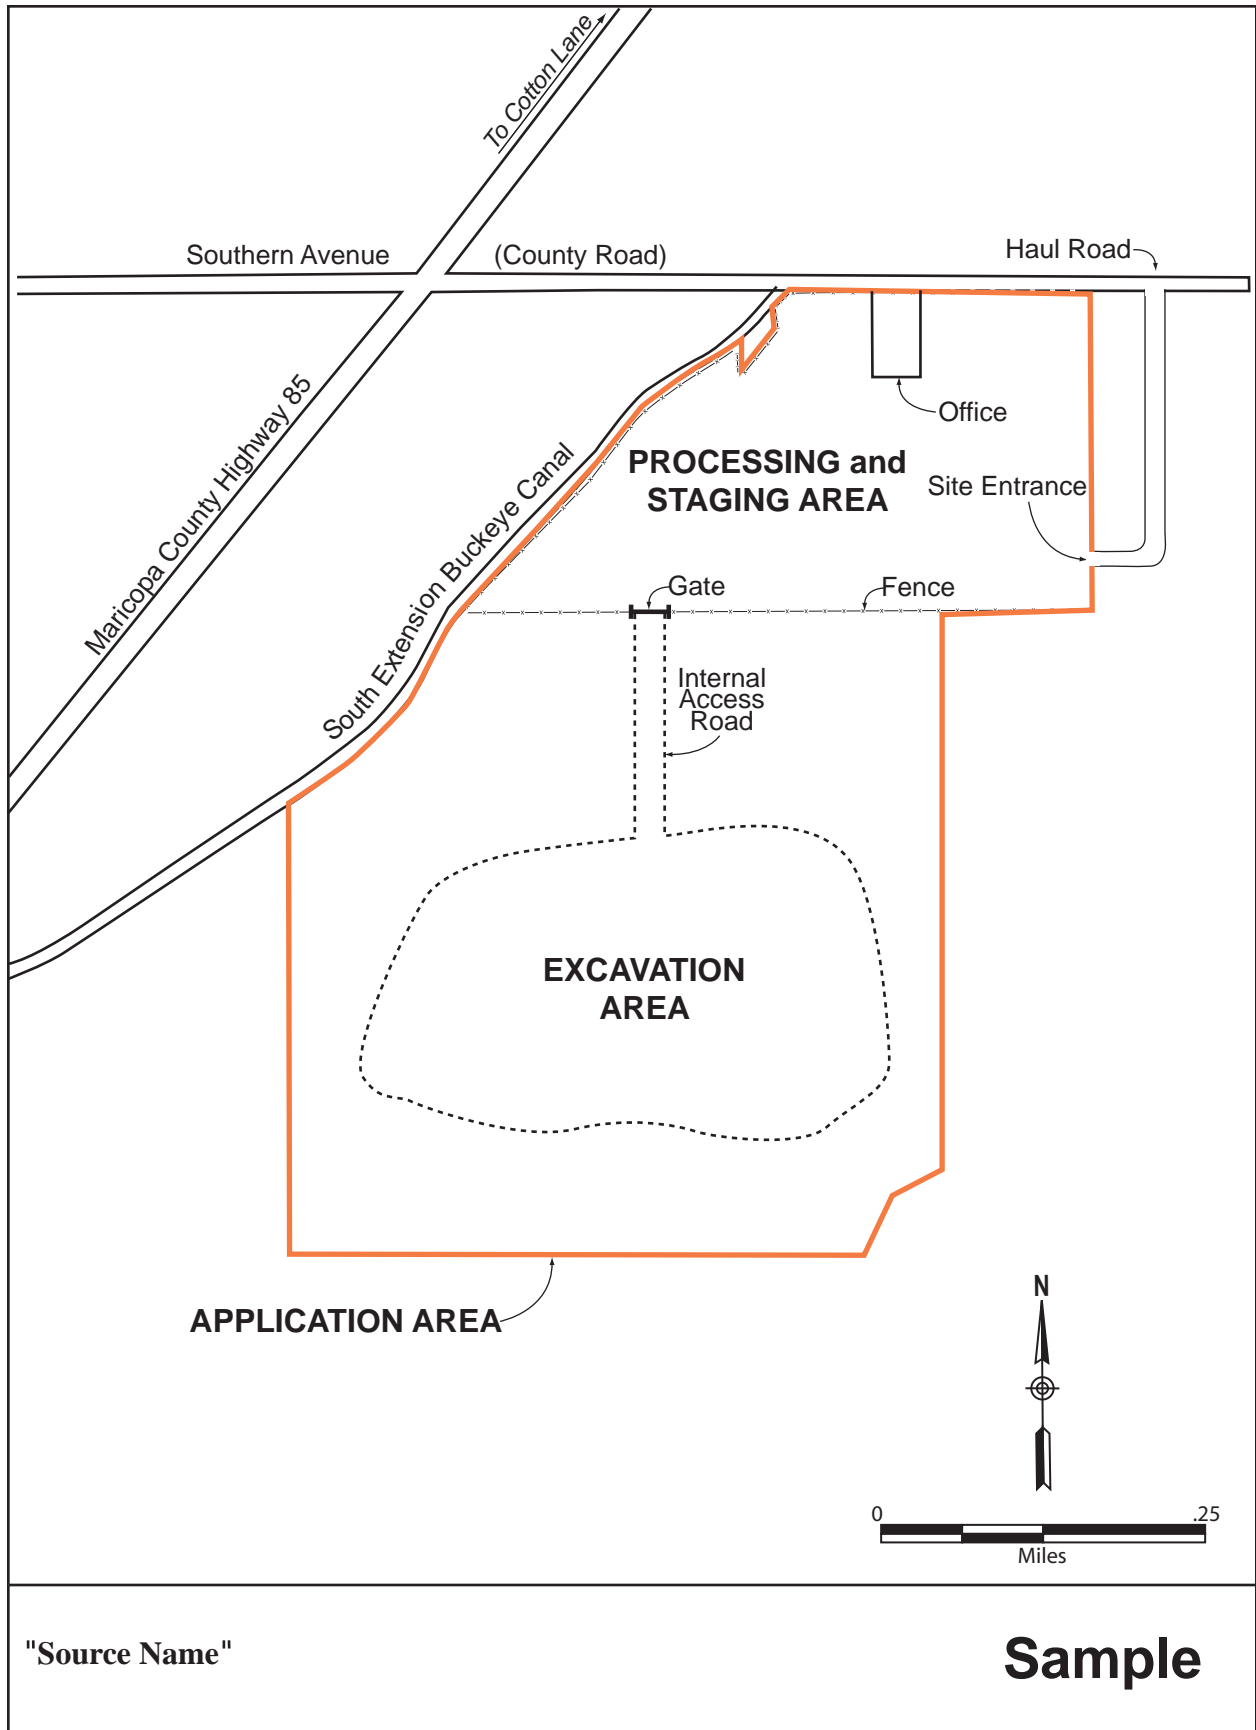 To Cotton Lane
Southern Avenue
(County Road)
Haul Road
Maricopa County Highway 85
Office
PROCESSING and
STAGING AREA
Site Entrance
South Extension Buckeye Canal
Gate
Fence
Internal
Access
Road
EXCAVATION
AREA
APPLICATION AREA
N
0
.25
Miles
"Source Name"
Sample